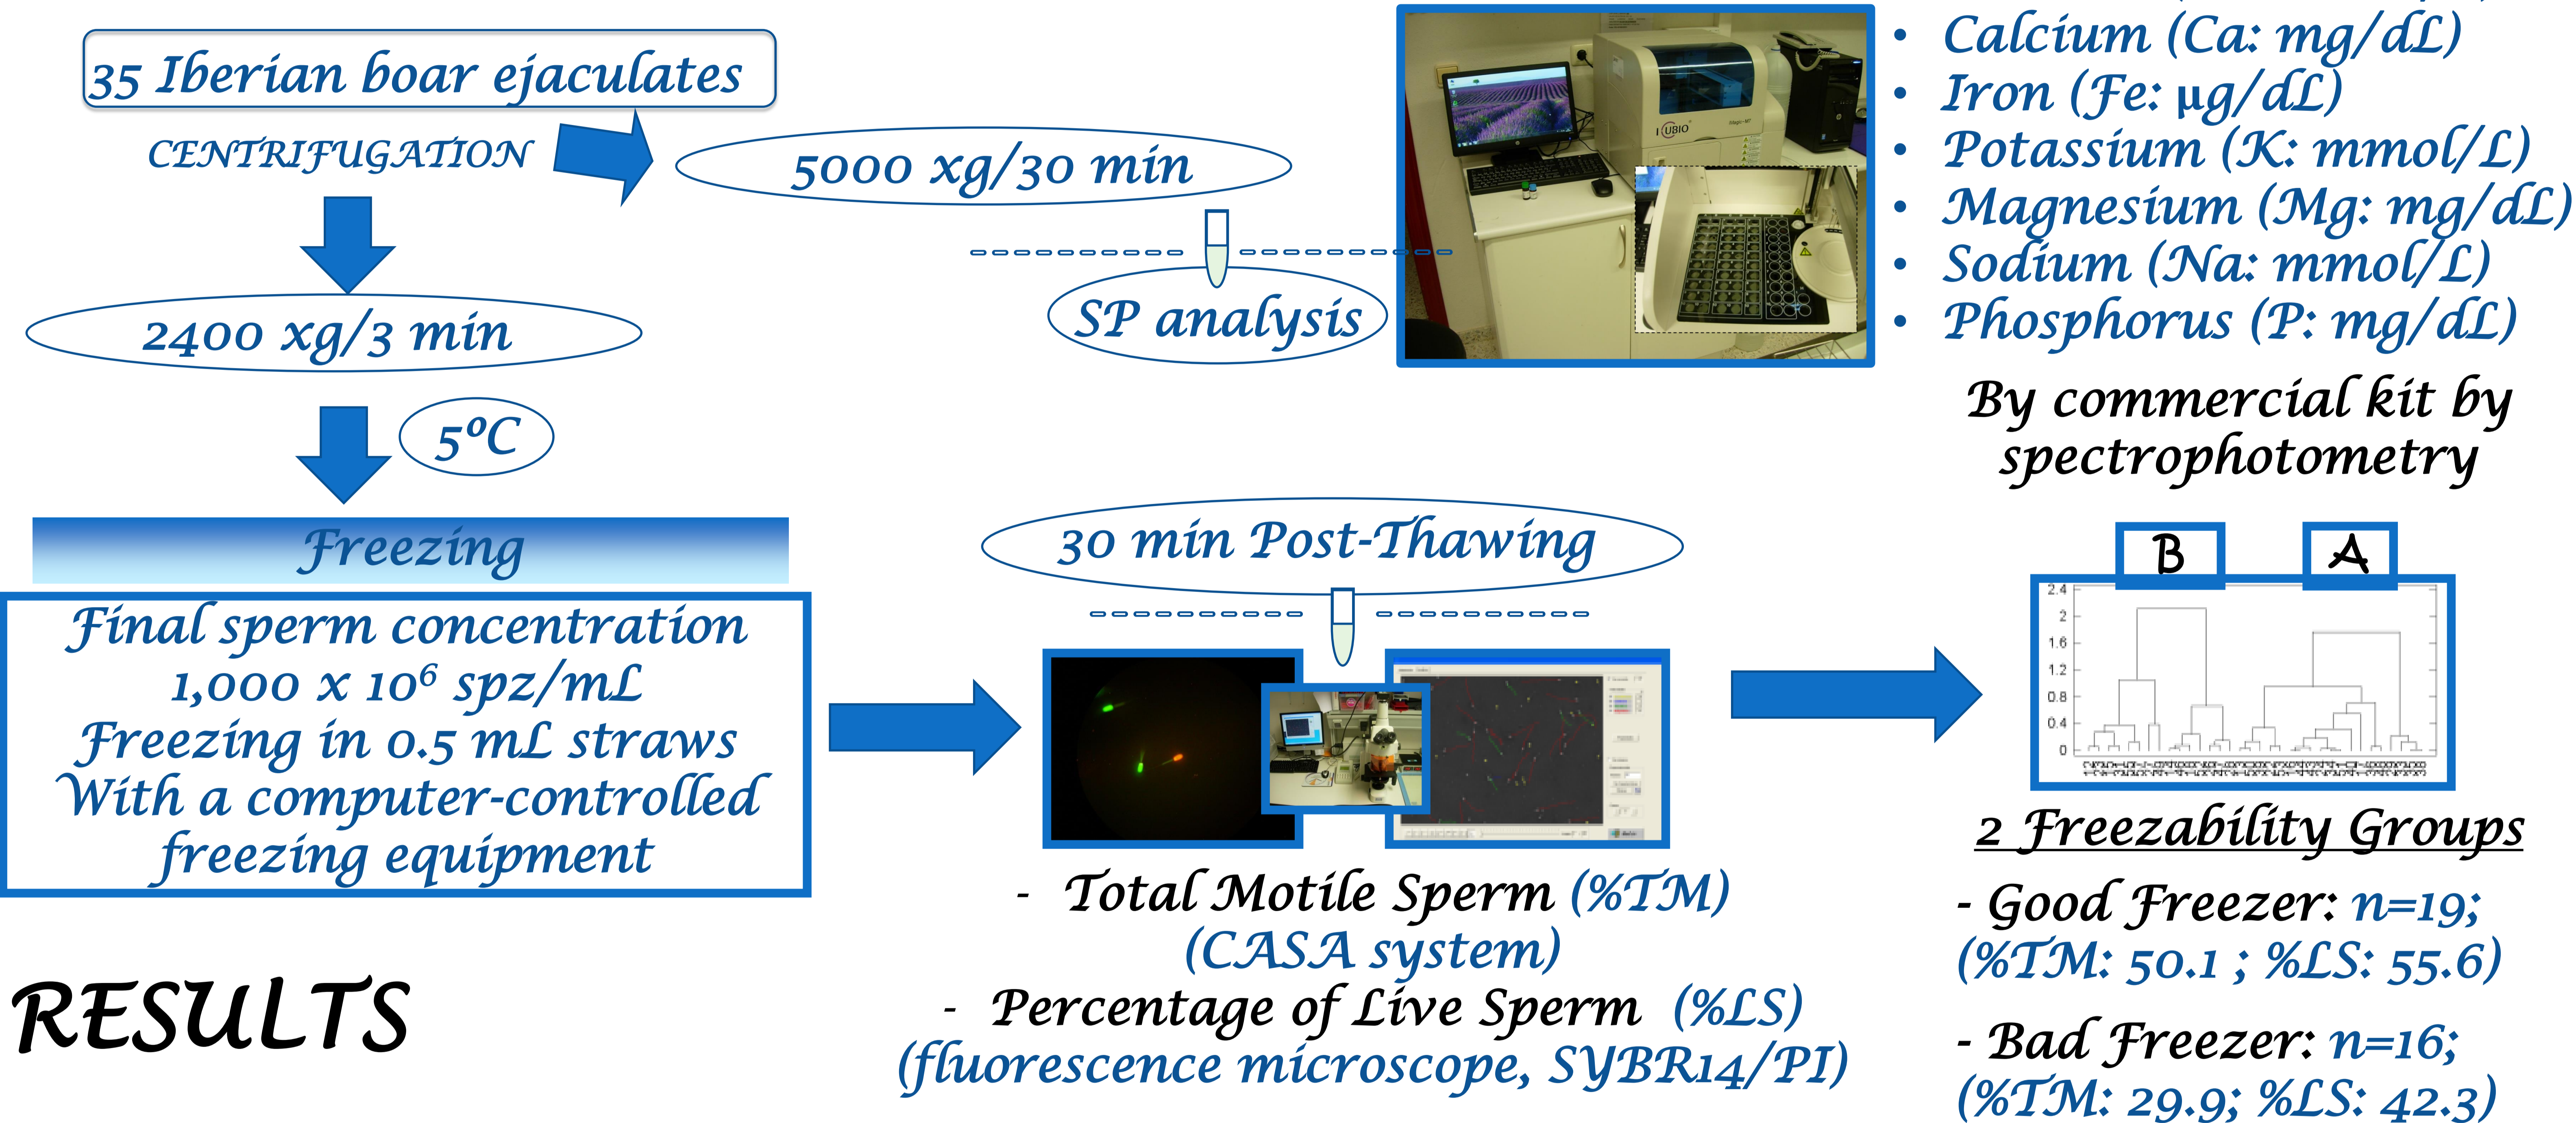 35 Iberian boar ejaculates
CENTRIFUGATION
5000 xg/30 min
SP analysis
2400 xg/3 min
5ºC
Freezing
Final sperm concentration
1,000 x 10⁶ spz/mL
Freezing in 0.5 mL straws
With a computer-controlled
freezing equipment
ICUBIO
• Calcium (Ca: mg/dL)
• Iron (Fe: µg/dL)
• Potassium (K: mmol/L)
• Magnesium (Mg: mg/dL)
• Sodium (Na: mmol/L)
• Phosphorus (P: mg/dL)
By commercial kit by
spectrophotometry
30 min Post-Thawing
- Total Motile Sperm (%TM)
(CASA system)
- Percentage of Live Sperm (%LS)
(fluorescence microscope, SYBR14/PI)
B
A
2.4
2
1.6
1.2
0.8
0.4
0
2 Freezability Groups
- Good Freezer: n=19;
(%TM: 50.1 ; %LS: 55.6)
- Bad Freezer: n=16;
(%TM: 29.9; %LS: 42.3)
RESULTS